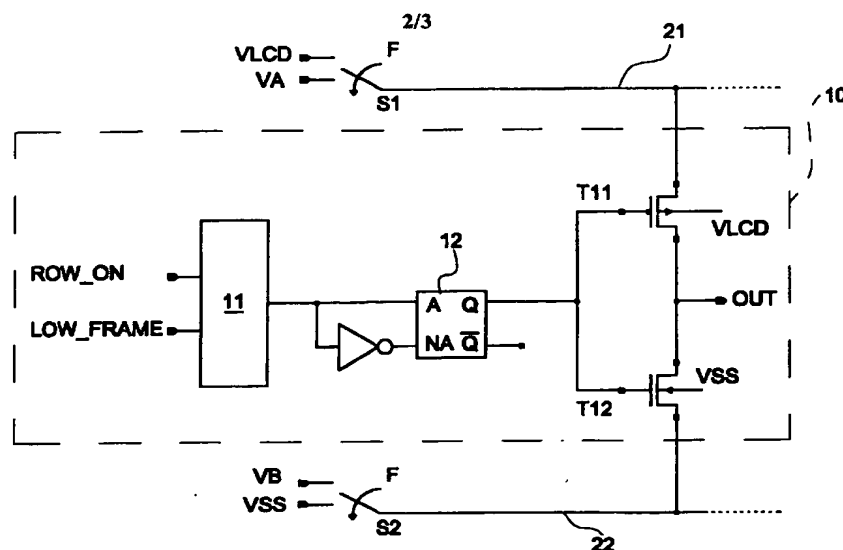 2/3
VLCD
F
21
VA
S1
10
T11
VLCD
12
ROW_ON
11
A Q
OUT
LOW_FRAME
NA Q̅
VSS
T12
VB
F
VSS
S2
22